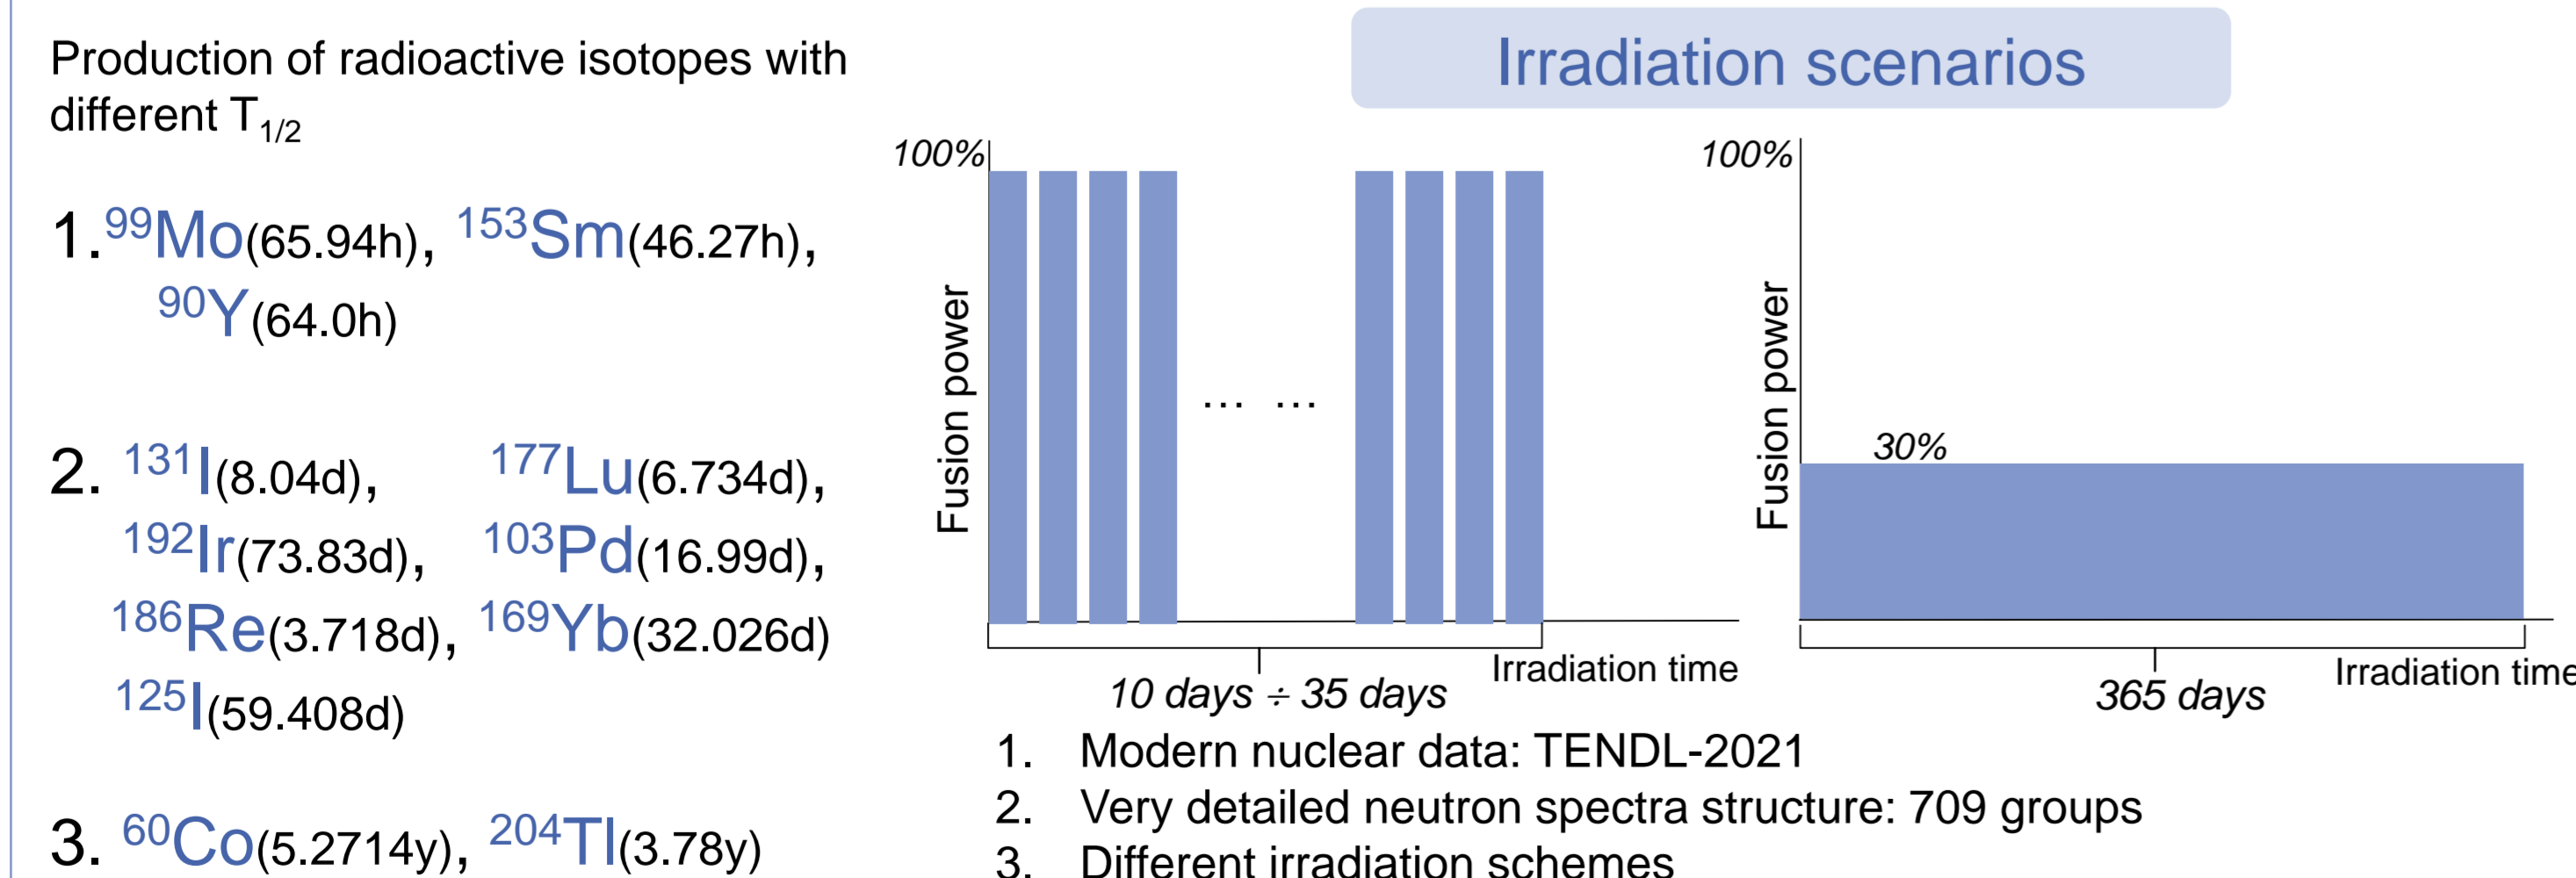 Production of radioactive isotopes with
different T1/2
1. 99Mo(65.94h), 153Sm(46.27h),
90Y(64.0h)
2. 131I(8.04d), 177Lu(6.734d),
192Ir(73.83d), 103Pd(16.99d),
186Re(3.718d), 169Yb(32.026d)
125I(59.408d)
3. 60Co(5.2714y), 204Tl(3.78y)
Irradiation scenarios
100%
Fusion power
... ...
Irradiation time
10 days ÷ 35 days
100%
Fusion power
30%
Irradiation time
365 days
1. Modern nuclear data: TENDL-2021
2. Very detailed neutron spectra structure: 709 groups
3. Different irradiation schemes